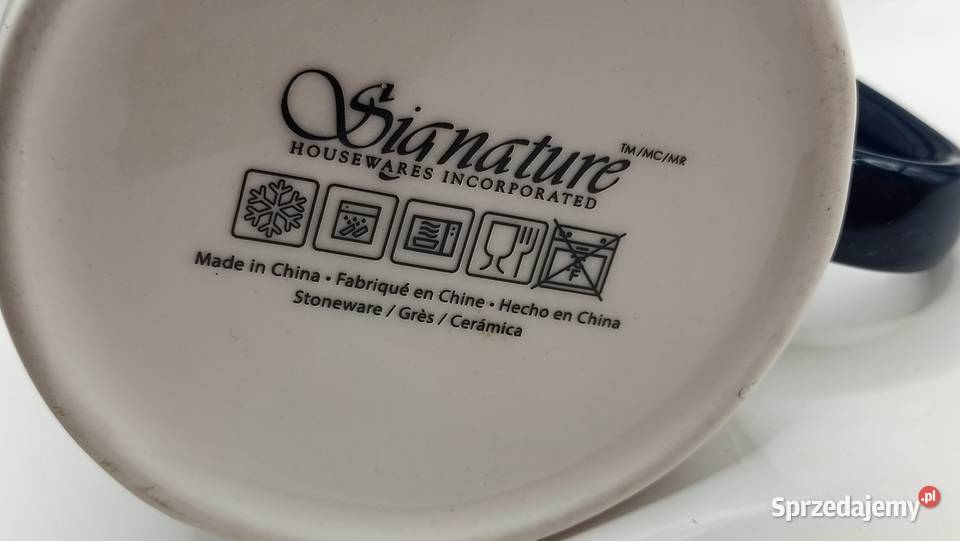 Signature
TM/MC/MR
HOUSEWARES INCORPORATED
Made in China • Fabriqué en Chine • Hecho en China
Stoneware / Grès / Cerámica
Sprzedajemy.pl